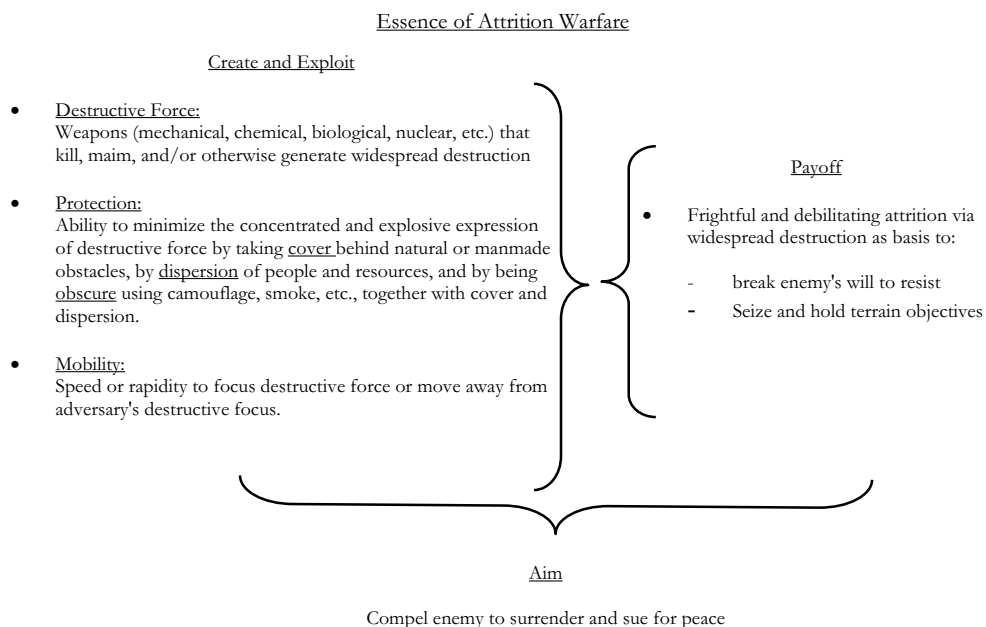 Essence of Attrition Warfare
Create and Exploit
• Destructive Force:
Weapons (mechanical, chemical, biological, nuclear, etc.) that
kill, maim, and/or otherwise generate widespread destruction
• Protection:
Ability to minimize the concentrated and explosive expression
of destructive force by taking cover behind natural or manmade
obstacles, by dispersion of people and resources, and by being
obscure using camouflage, smoke, etc., together with cover and
dispersion.
• Mobility:
Speed or rapidity to focus destructive force or move away from
adversary's destructive focus.
Payoff
• Frightful and debilitating attrition via
widespread destruction as basis to:
- break enemy's will to resist
- Seize and hold terrain objectives
Aim
Compel enemy to surrender and sue for peace